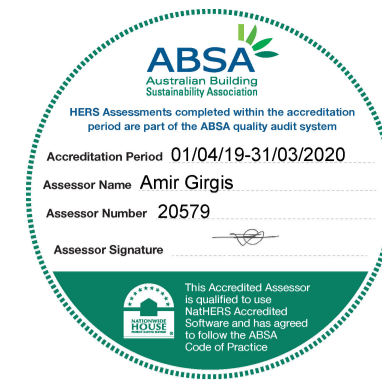 ABSA
Australian Building
Sustainability Association
HERS Assessments completed within the accreditation
period are part of the ABSA quality audit system
Accreditation Period 01/04/19-31/03/2020
Assessor Name Amir Girgis
Assessor Number 20579
Assessor Signature
This Accredited Assessor
is qualified to use
NatHERS Accredited
Software and has agreed
to follow the ABSA
Code of Practice
NATIONWIDE
HOUSE